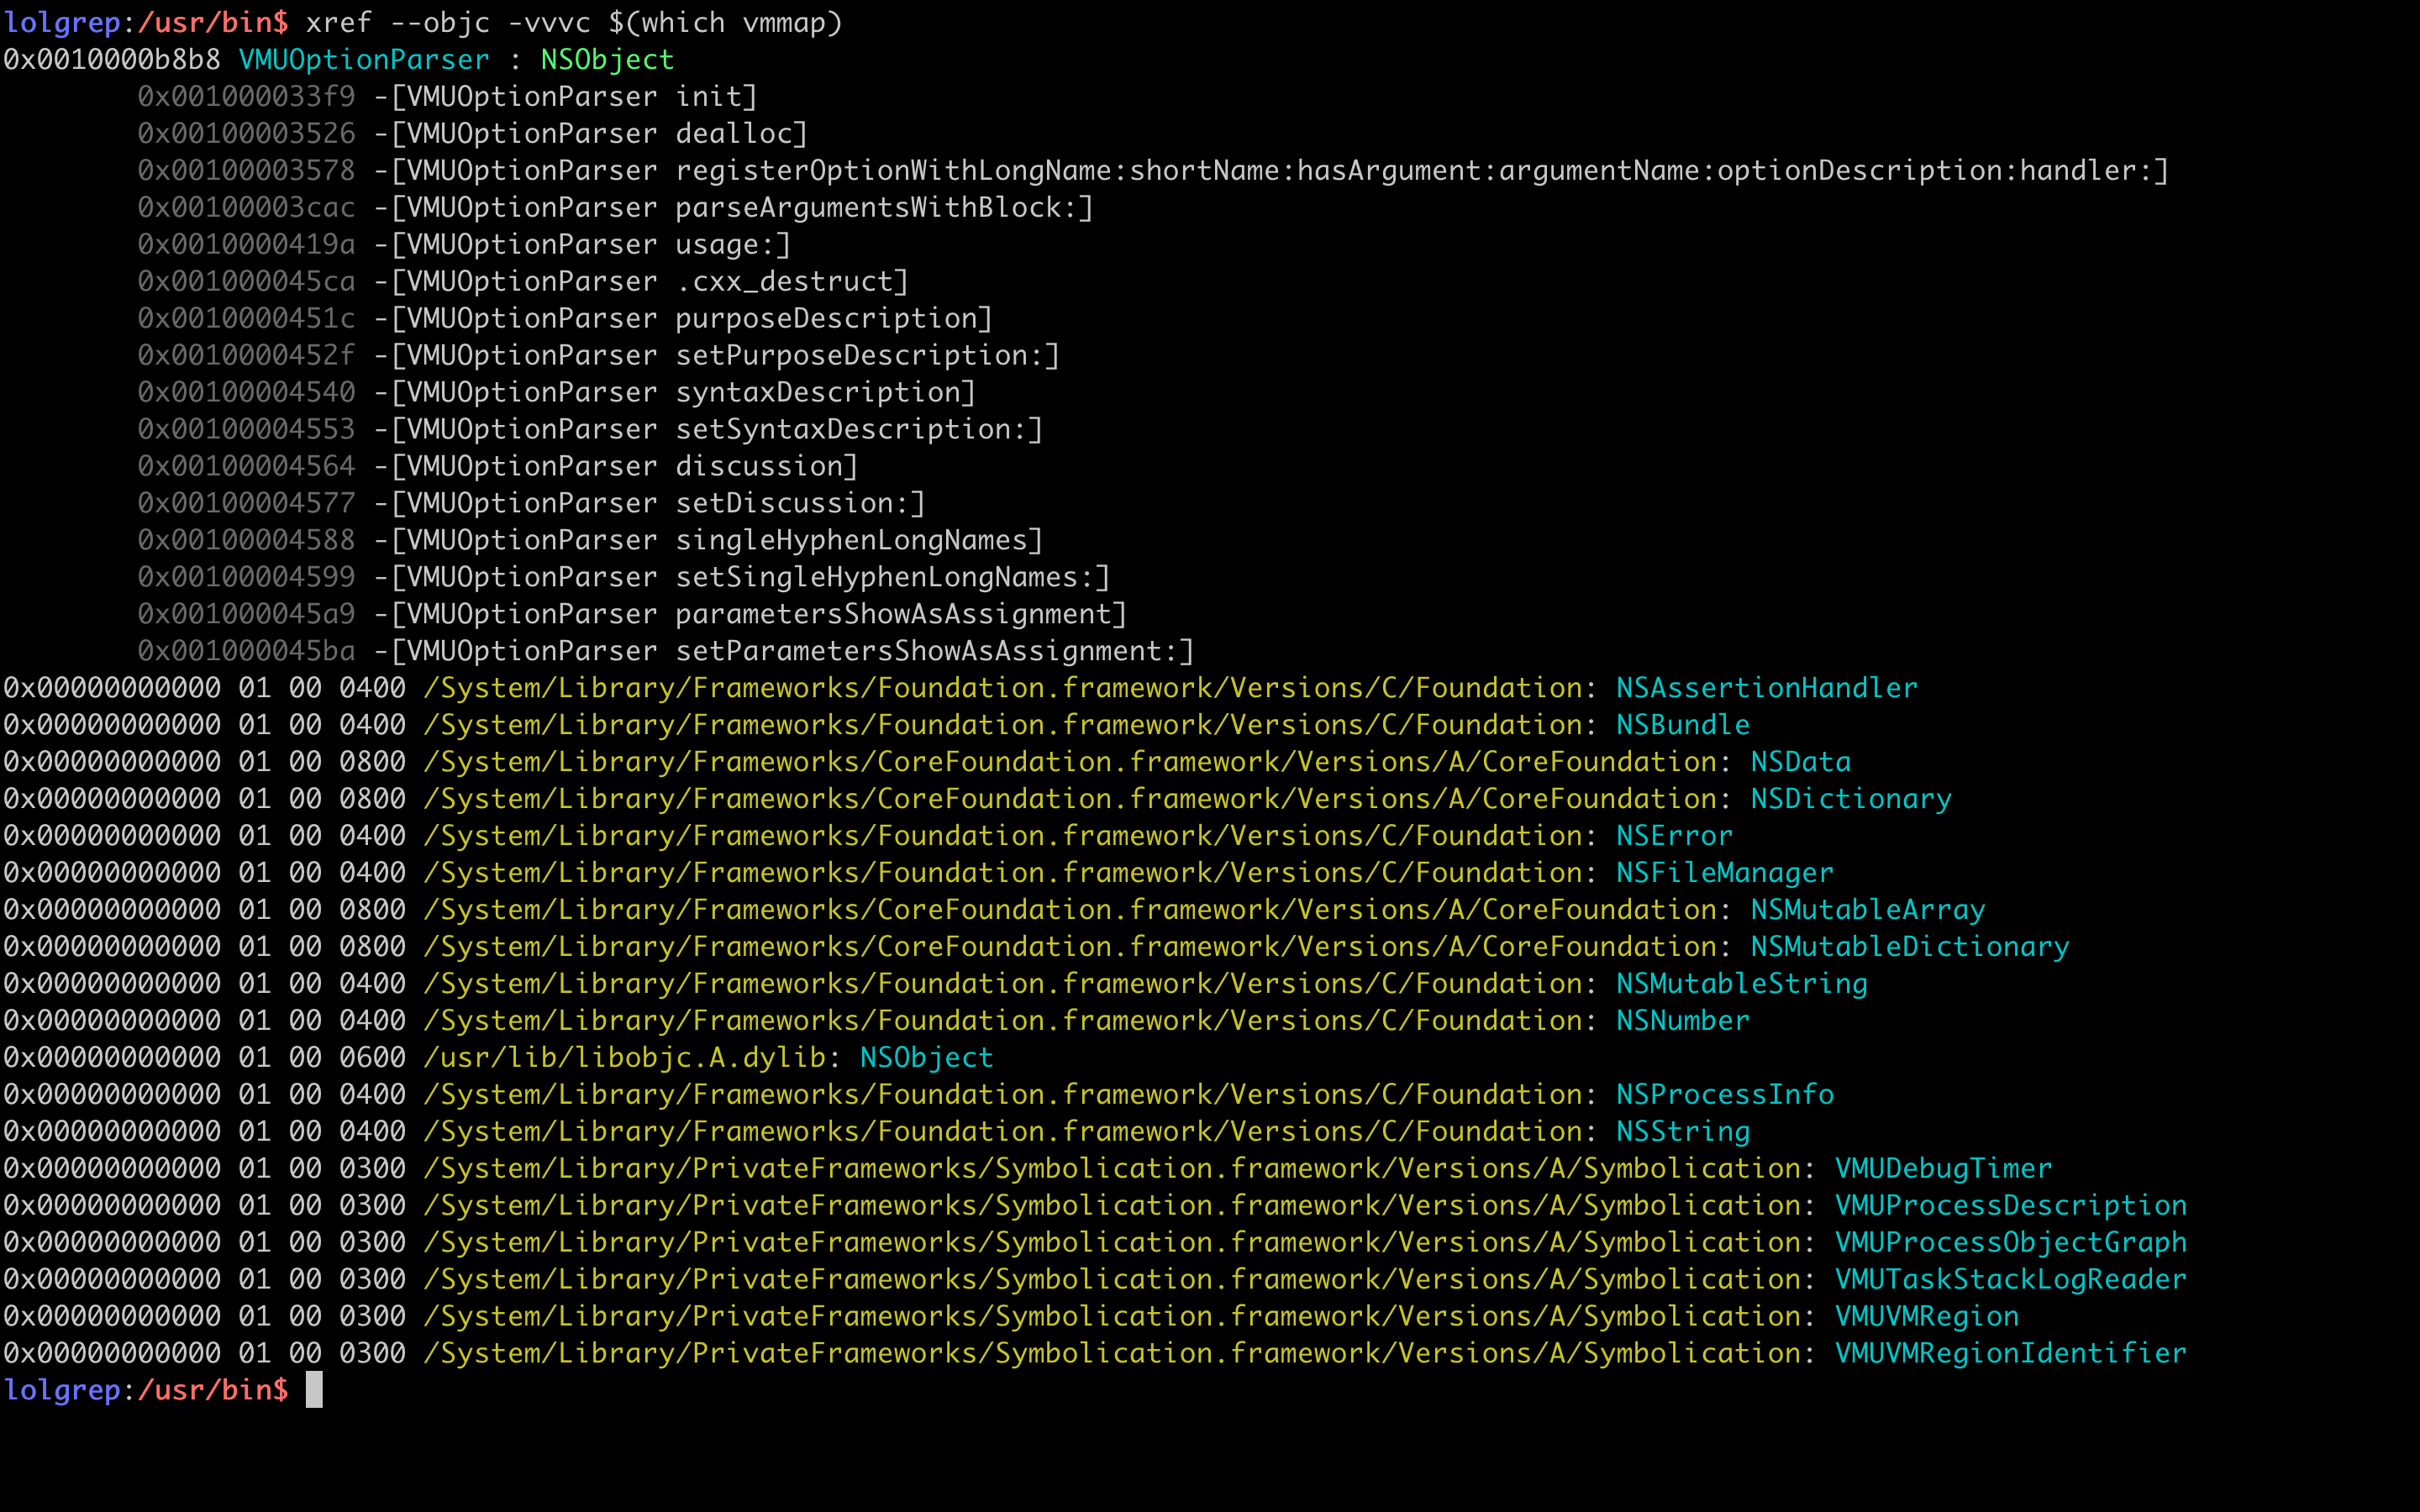 lolgrep:/usr/bin$ xref --objc -vvvc $(which vmmap)
0x0010000b8b8 VMUOptionParser : NSObject
0x001000033f9 -[VMUOptionParser init]
0x00100003526 -[VMUOptionParser dealloc]
0x00100003578 -[VMUOptionParser registerOptionWithLongName:shortName:hasArgument:argumentName:optionDescription:handler:]
0x00100003cac -[VMUOptionParser parseArgumentsWithBlock:]
0x0010000419a -[VMUOptionParser usage:]
0x001000045ca -[VMUOptionParser .cxx_destruct]
0x0010000451c -[VMUOptionParser purposeDescription]
0x0010000452f -[VMUOptionParser setPurposeDescription:]
0x00100004540 -[VMUOptionParser syntaxDescription]
0x00100004553 -[VMUOptionParser setSyntaxDescription:]
0x00100004564 -[VMUOptionParser discussion]
0x00100004577 -[VMUOptionParser setDiscussion:]
0x00100004588 -[VMUOptionParser singleHyphenLongNames]
0x00100004599 -[VMUOptionParser setSingleHyphenLongNames:]
0x001000045a9 -[VMUOptionParser parametersShowAsAssignment]
0x001000045ba -[VMUOptionParser setParametersShowAsAssignment:]
0x00000000000 01 00 0400 /System/Library/Frameworks/Foundation.framework/Versions/C/Foundation: NSAssertionHandler
0x00000000000 01 00 0400 /System/Library/Frameworks/Foundation.framework/Versions/C/Foundation: NSBundle
0x00000000000 01 00 0800 /System/Library/Frameworks/CoreFoundation.framework/Versions/A/CoreFoundation: NSData
0x00000000000 01 00 0800 /System/Library/Frameworks/CoreFoundation.framework/Versions/A/CoreFoundation: NSDictionary
0x00000000000 01 00 0400 /System/Library/Frameworks/Foundation.framework/Versions/C/Foundation: NSError
0x00000000000 01 00 0400 /System/Library/Frameworks/Foundation.framework/Versions/C/Foundation: NSFileManager
0x00000000000 01 00 0800 /System/Library/Frameworks/CoreFoundation.framework/Versions/A/CoreFoundation: NSMutableArray
0x00000000000 01 00 0800 /System/Library/Frameworks/CoreFoundation.framework/Versions/A/CoreFoundation: NSMutableDictionary
0x00000000000 01 00 0400 /System/Library/Frameworks/Foundation.framework/Versions/C/Foundation: NSMutableString
0x00000000000 01 00 0400 /System/Library/Frameworks/Foundation.framework/Versions/C/Foundation: NSNumber
0x00000000000 01 00 0600 /usr/lib/libobjc.A.dylib: NSObject
0x00000000000 01 00 0400 /System/Library/Frameworks/Foundation.framework/Versions/C/Foundation: NSProcessInfo
0x00000000000 01 00 0400 /System/Library/Frameworks/Foundation.framework/Versions/C/Foundation: NSString
0x00000000000 01 00 0300 /System/Library/PrivateFrameworks/Symbolication.framework/Versions/A/Symbolication: VMUDebugTimer
0x00000000000 01 00 0300 /System/Library/PrivateFrameworks/Symbolication.framework/Versions/A/Symbolication: VMUProcessDescription
0x00000000000 01 00 0300 /System/Library/PrivateFrameworks/Symbolication.framework/Versions/A/Symbolication: VMUProcessObjectGraph
0x00000000000 01 00 0300 /System/Library/PrivateFrameworks/Symbolication.framework/Versions/A/Symbolication: VMUTaskStackLogReader
0x00000000000 01 00 0300 /System/Library/PrivateFrameworks/Symbolication.framework/Versions/A/Symbolication: VMUVMRegion
0x00000000000 01 00 0300 /System/Library/PrivateFrameworks/Symbolication.framework/Versions/A/Symbolication: VMUVMRegionIdentifier
lolgrep:/usr/bin$